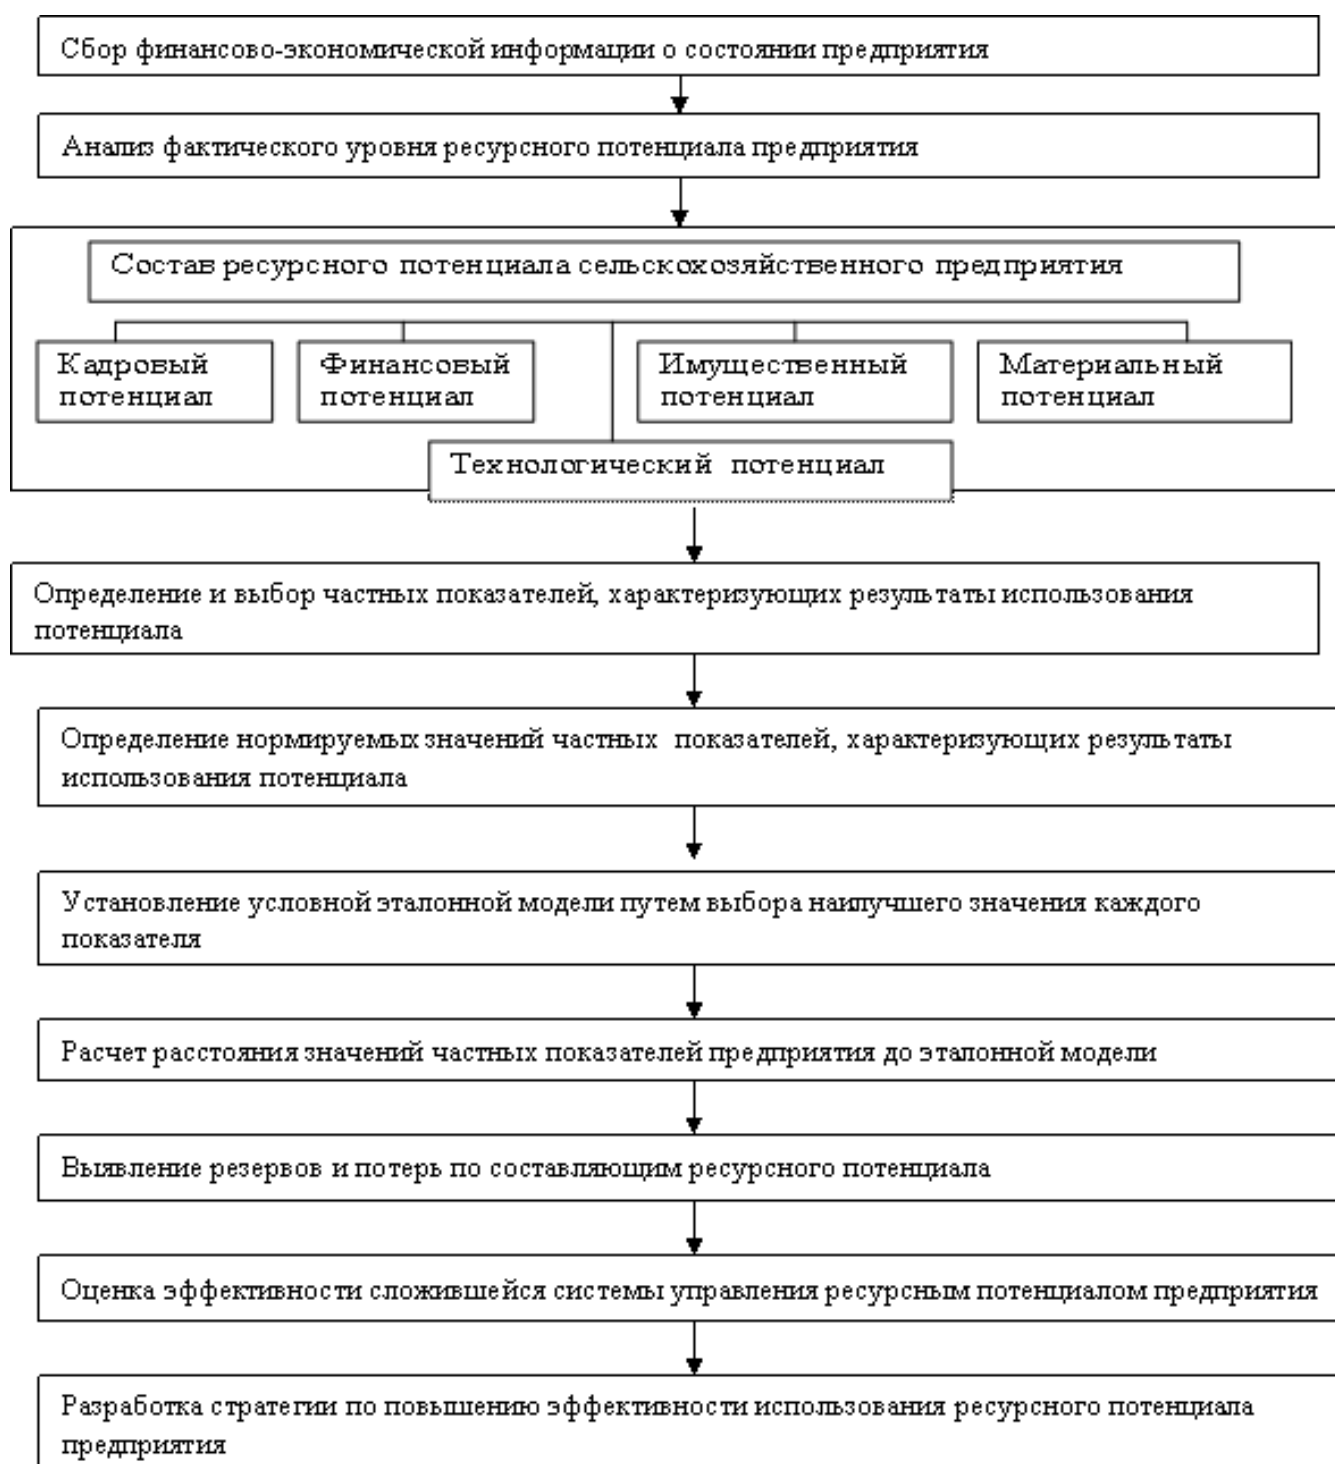 Сбор финансово-экономической информации о состоянии предприятия
Анализ фактического уровня ресурсного потенциала предприятия
Состав ресурсного потенциала сельскохозяйственного предприятия
Кадровый
потенциал
Финансовый
потенциал
Имущественный
потенциал
Материальный
потенциал
Технологический потенциал
Определение и выбор частных показателей, характеризующих результаты использования
потенциала
Определение нормируемых значений частных показателей, характеризующих результаты
использования потенциала
Установление условной эталонной модели путем выбора наилучшего значения каждого
показателя
Расчет расстояния значений частных показателей предприятия до эталонной модели
Выявление резервов и потерь по составляющим ресурсного потенциала
Оценка эффективности сложившейся системы управления ресурсным потенциалом предприятия
Разработка стратегии по повышению эффективности использования ресурсного потенциала
предприятия